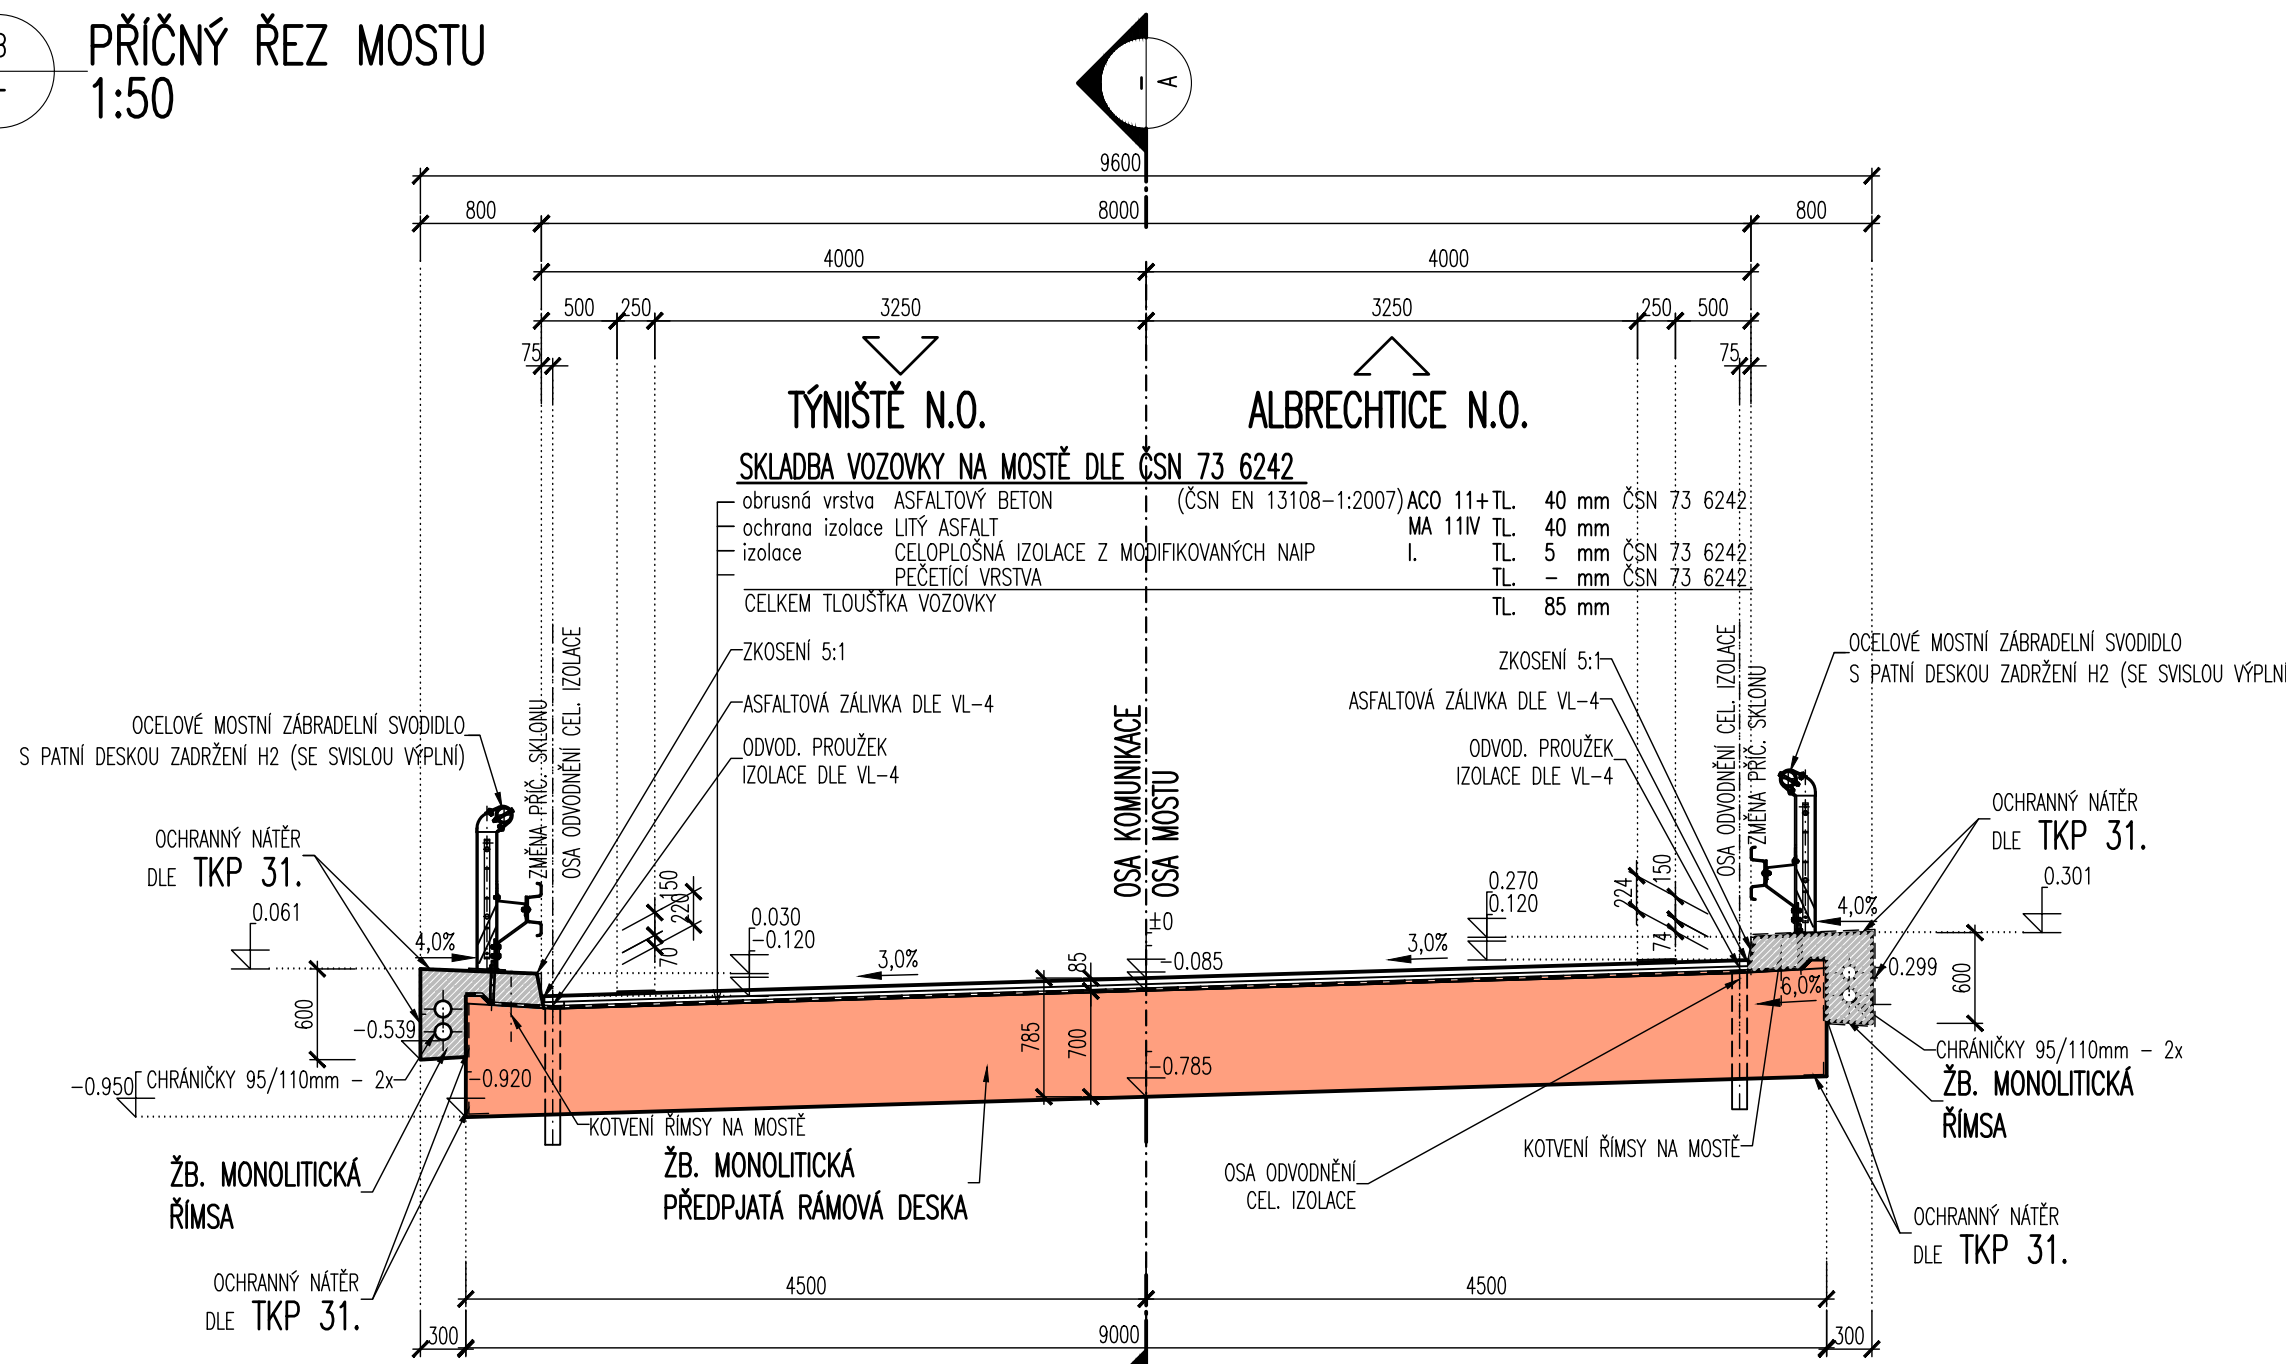 PŘÍČNÝ ŘEZ MOSTU
1:50
A
9600
800 8000 800
4000 4000
500 250 3250 3250 250 500
75 75
TÝNIŠTĚ N.O. ALBRECHTICE N.O.
SKLADBA VOZOVKY NA MOSTĚ DLE ČSN 73 6242
obrusná vrstva ASFALTOVÝ BETON (ČSN EN 13108-1:2007) ACO 11+ TL. 40 mm ČSN 73 6242
ochrana izolace LITÝ ASFALT MA 11IV TL. 40 mm
izolace CELOPLOŠNÁ IZOLACE Z MODIFIKOVANÝCH NAIP I. TL. 5 mm ČSN 73 6242
PEČETÍCÍ VRSTVA TL. - mm ČSN 73 6242
CELKEM TLOUŠŤKA VOZOVKY TL. 85 mm
ZKOSENÍ 5:1
ASFALTOVÁ ZÁLIVKA DLE VL-4
ODVOD. PROUŽEK
IZOLACE DLE VL-4
ZKOSENÍ 5:1
ASFALTOVÁ ZÁLIVKA DLE VL-4
ODVOD. PROUŽEK
IZOLACE DLE VL-4
OCELOVÉ MOSTNÍ ZÁBRADELNÍ SVODIDLO
S PATNÍ DESKOU ZADRŽENÍ H2 (SE SVISLOU VÝPLNÍ)
OCELOVÉ MOSTNÍ ZÁBRADELNÍ SVODIDLO
S PATNÍ DESKOU ZADRŽENÍ H2 (SE SVISLOU VÝPLNÍ
ZMĚNA PŘÍČ. SKLONU
OSA ODVODNĚNÍ CEL. IZOLACE
OSA KOMUNIKACE
OSA MOSTU
OSA ODVODNĚNÍ CEL. IZOLACE
ZMĚNA PŘÍČ. SKLONU
OCHRANNÝ NÁTĚR
DLE TKP 31.
OCHRANNÝ NÁTĚR
DLE TKP 31.
0.061
4,0%
150
220
70
0.030
-0.120
3,0%
±0
85
-0.085
3,0%
0.270
0.120
224
150
74
4,0%
0.301
600
-0.539
785
700
-0.785
6,0%
-0.299
600
-0.950
CHRÁNIČKY 95/110mm - 2x
-0.920
CHRÁNIČKY 95/110mm - 2x
ŽB. MONOLITICKÁ
ŘÍMSA
KOTVENÍ ŘÍMSY NA MOSTĚ
KOTVENÍ ŘÍMSY NA MOSTĚ
ŽB. MONOLITICKÁ
ŘÍMSA
ŽB. MONOLITICKÁ
PŘEDPJATÁ RÁMOVÁ DESKA
OSA ODVODNĚNÍ
CEL. IZOLACE
OCHRANNÝ NÁTĚR
DLE TKP 31.
OCHRANNÝ NÁTĚR
DLE TKP 31.
4500 4500
300 9000 300